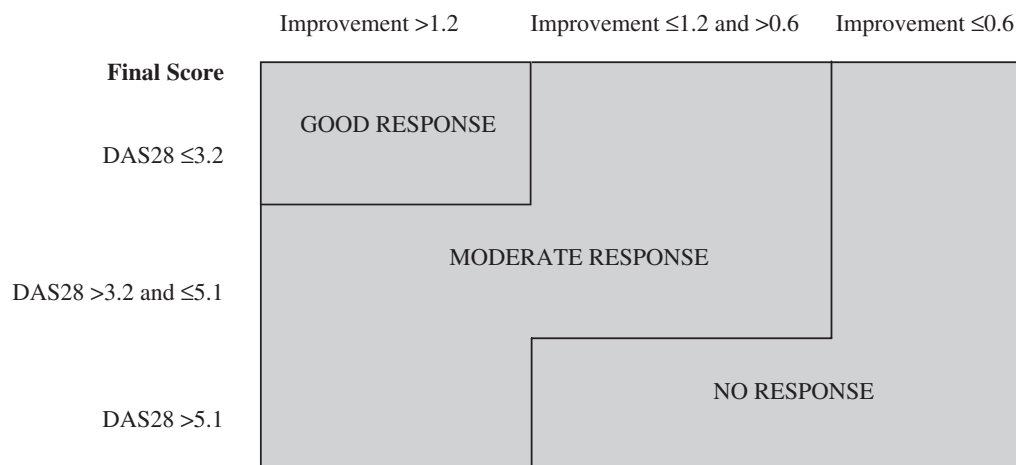 Improvement >1.2 Improvement ≤1.2 and >0.6 Improvement ≤0.6
Final Score
GOOD RESPONSE
DAS28 ≤3.2
MODERATE RESPONSE
DAS28 >3.2 and ≤5.1
NO RESPONSE
DAS28 >5.1